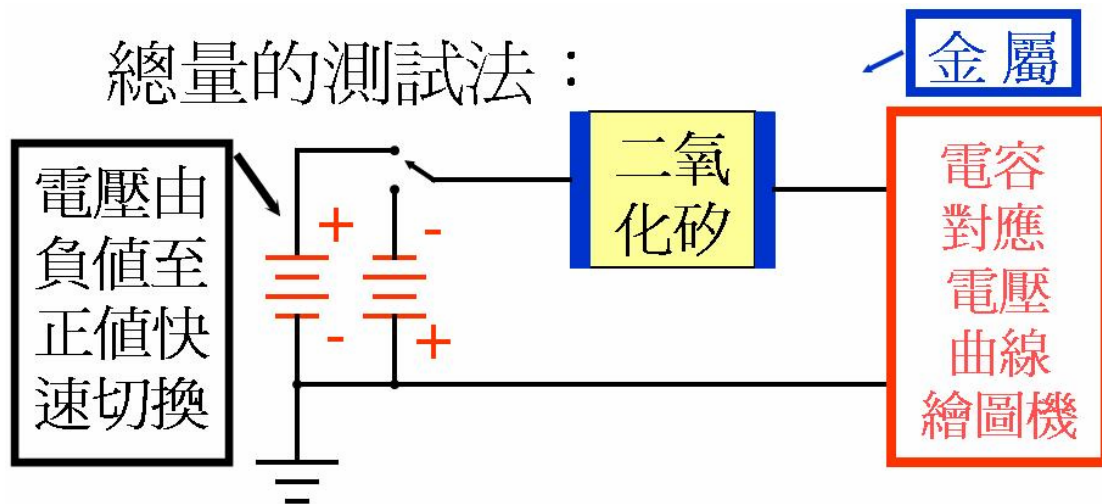 總量的測試法：
金屬
電壓由
負值至
正值快
速切換
+
-
-
+
二氧
化矽
電容
對應
電壓
曲線
繪圖機